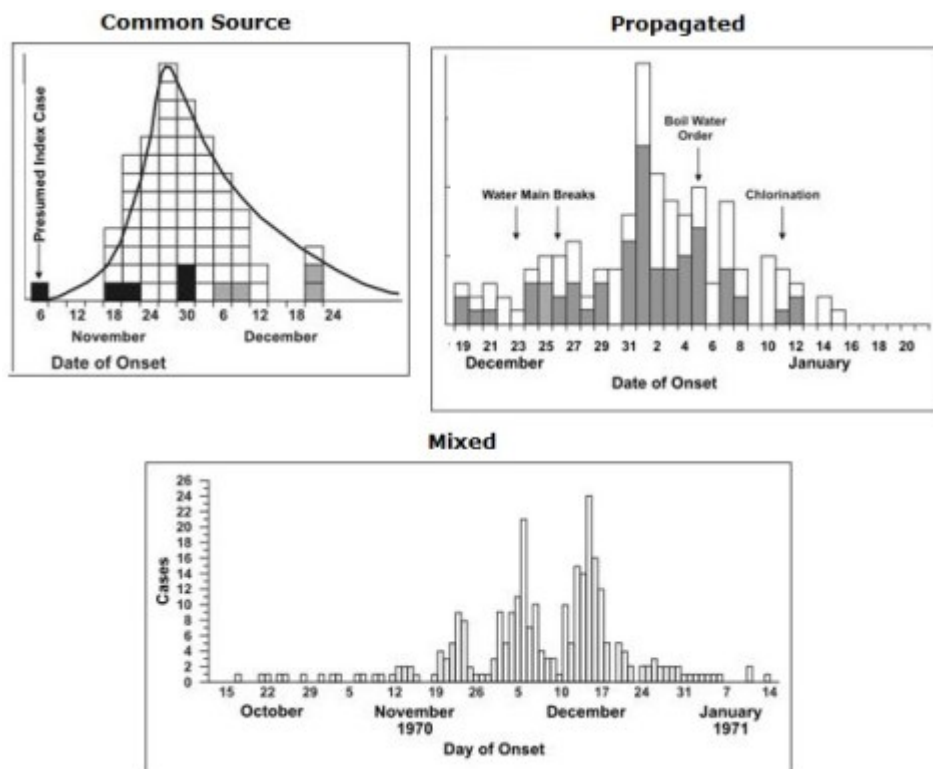 Common Source
Presumed Index Case
6 12 18 24 30 6 12 18 24
November December
Date of Onset
Propagated
Boil Water
Order
Water Main Breaks
Chlorination
19 21 23 25 27 29 31 2 4 6 8 10 12 14 16 18 20
December January
Date of Onset
Mixed
Cases
26
24
22
20
18
16
14
12
10
8
6
4
2
0
15 22 29 5 12 19 26 5 10 17 24 31 7 14
October November December January
1970 1971
Day of Onset